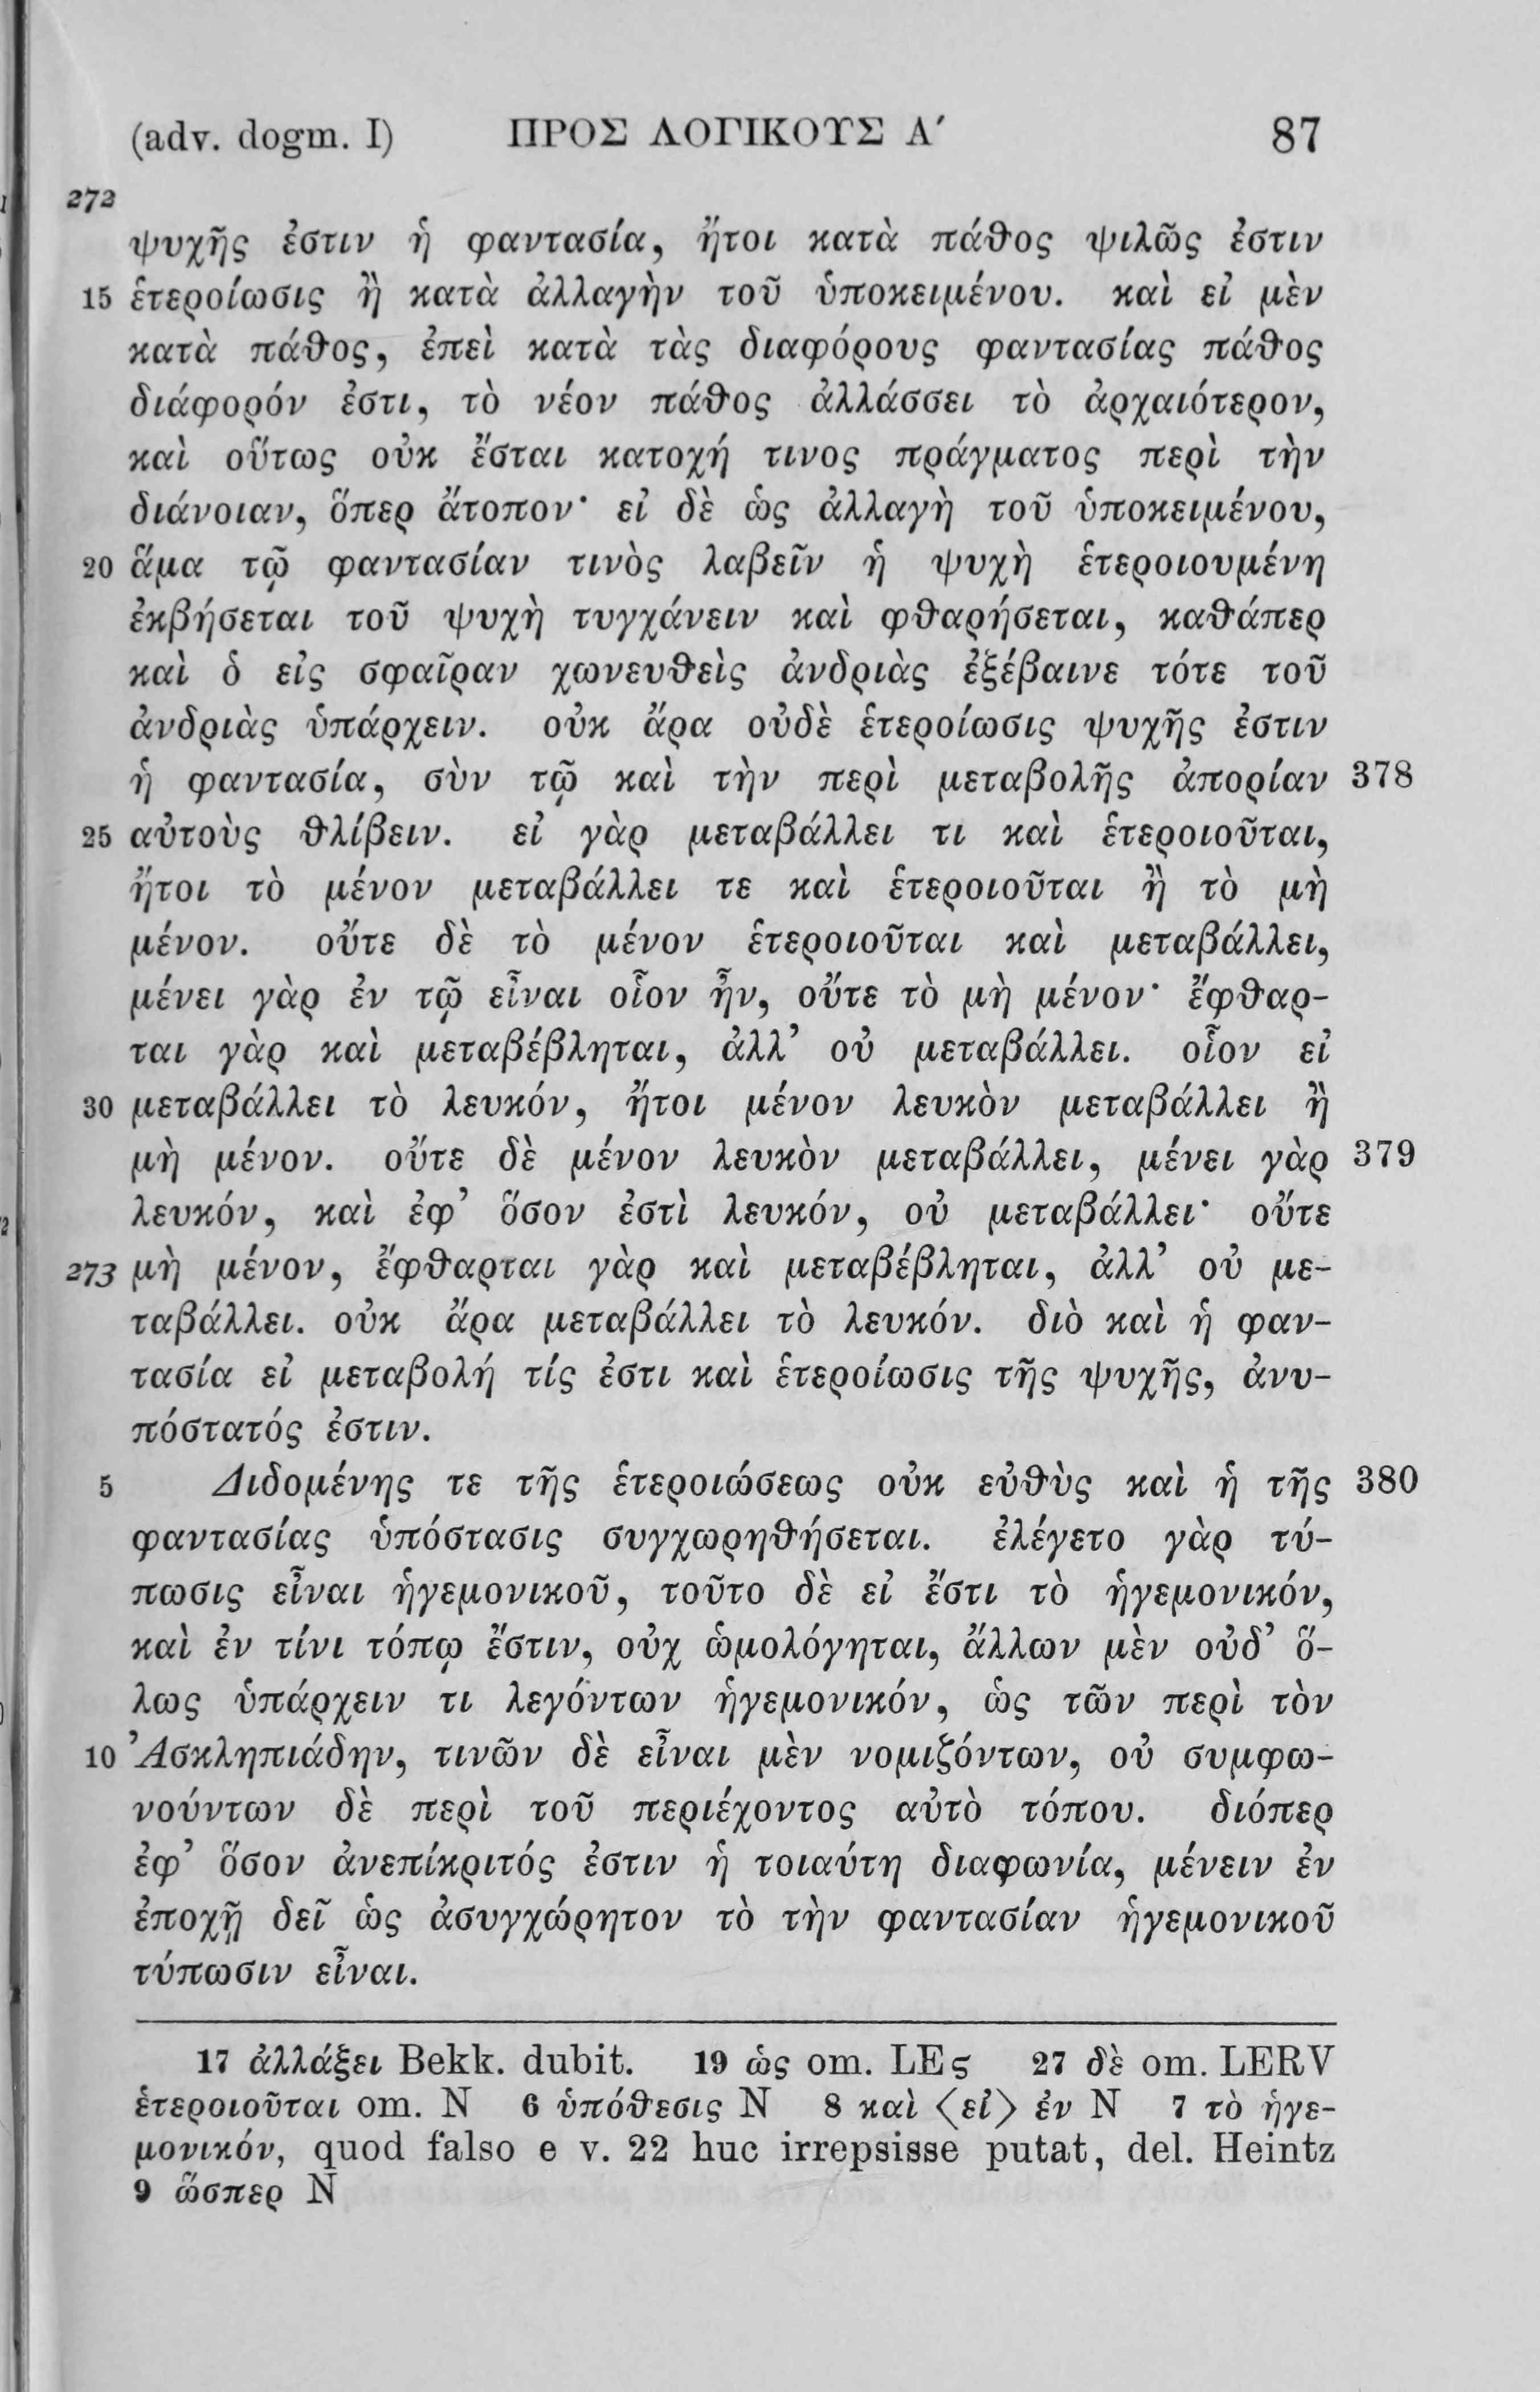 (adv. dogm. I) ΠΡΟΣ ΛΟΓΙΚΟΥΣ Α′ 87
272
ψυχῆς ἐστιν ἡ φαντασία, ἤτοι κατὰ πάθος ψιλῶς ἐστιν
15 ἑτεροίωσις ἢ κατὰ ἀλλαγὴν τοῦ ὑποκειμένου. καὶ εἰ μὲν
κατὰ πάθος, ἐπεὶ κατὰ τὰς διαφόρους φαντασίας πάθος
διάφορόν ἐστι, τὸ νέον πάθος ἀλλάσσει τὸ ἀρχαιότερον,
καὶ οὕτως οὐκ ἔσται κατοχή τινος πράγματος περὶ τὴν
διάνοιαν, ὅπερ ἄτοπον· εἰ δὲ ὡς ἀλλαγὴ τοῦ ὑποκειμένου,
20 ἅμα τῷ φαντασίαν τινὸς λαβεῖν ἡ ψυχὴ ἑτεροιουμένη
ἐκβήσεται τοῦ ψυχὴ τυγχάνειν καὶ φθαρήσεται, καθάπερ
καὶ ὁ εἰς σφαῖραν χωνευθεὶς ἀνδριὰς ἐξέβαινε τότε τοῦ
ἀνδριὰς ὑπάρχειν. οὐκ ἄρα οὐδὲ ἑτεροίωσις ψυχῆς ἐστιν
ἡ φαντασία, σὺν τῷ καὶ τὴν περὶ μεταβολῆς ἀπορίαν 378
25 αὐτοὺς θλίβειν. εἰ γὰρ μεταβάλλει τι καὶ ἑτεροιοῦται,
ἤτοι τὸ μένον μεταβάλλει τε καὶ ἑτεροιοῦται ἢ τὸ μὴ
μένον. οὔτε δὲ τὸ μένον ἑτεροιοῦται καὶ μεταβάλλει,
μένει γὰρ ἐν τῷ εἶναι οἷον ἦν, οὔτε τὸ μὴ μένον· ἔφθαρ-
ται γὰρ καὶ μεταβέβληται, ἀλλ’ οὐ μεταβάλλει. οἷον εἰ
30 μεταβάλλει τὸ λευκόν, ἤτοι μένον λευκὸν μεταβάλλει ἢ
μὴ μένον. οὔτε δὲ μένον λευκὸν μεταβάλλει, μένει γὰρ 379
λευκόν, καὶ ἐφ’ ὅσον ἐστὶ λευκόν, οὐ μεταβάλλει· οὔτε
273 μὴ μένον, ἔφθαρται γὰρ καὶ μεταβέβληται, ἀλλ’ οὐ με-
ταβάλλει. οὐκ ἄρα μεταβάλλει τὸ λευκόν. διὸ καὶ ἡ φαν-
τασία εἰ μεταβολή τίς ἐστι καὶ ἑτεροίωσις τῆς ψυχῆς, ἀνυ-
πόστατός ἐστιν.
5 Διδομένης τε τῆς ἑτεροιώσεως οὐκ εὐθὺς καὶ ἡ τῆς 380
φαντασίας ὑπόστασις συγχωρηθήσεται. ἐλέγετο γὰρ τύ-
πωσις εἶναι ἡγεμονικοῦ, τοῦτο δὲ εἰ ἔστι τὸ ἡγεμονικόν,
καὶ ἐν τίνι τόπῳ ἔστιν, οὐχ ὡμολόγηται, ἄλλων μὲν οὐδ’ ὅ-
λως ὑπάρχειν τι λεγόντων ἡγεμονικόν, ὡς τῶν περὶ τὸν
10 Ἀσκληπιάδην, τινῶν δὲ εἶναι μὲν νομιζόντων, οὐ συμφω-
νούντων δὲ περὶ τοῦ περιέχοντος αὐτὸ τόπου. διόπερ
ἐφ’ ὅσον ἀνεπίκριτός ἐστιν ἡ τοιαύτη διαφωνία, μένειν ἐν
ἐποχῇ δεῖ ὡς ἀσυγχώρητον τὸ τὴν φαντασίαν ἡγεμονικοῦ
τύπωσιν εἶναι.
17 ἀλλάξει Bekk. dubit. 19 ὡς om. LEς 27 δὲ om. LERV
ἑτεροιοῦται om. N 6 ὑπόθεσις N 8 καὶ ⟨εἰ⟩ ἐν N 7 τὸ ἡγε-
μονικόν, quod falso e v. 22 huc irrepsisse putat, del. Heintz
9 ὥσπερ N